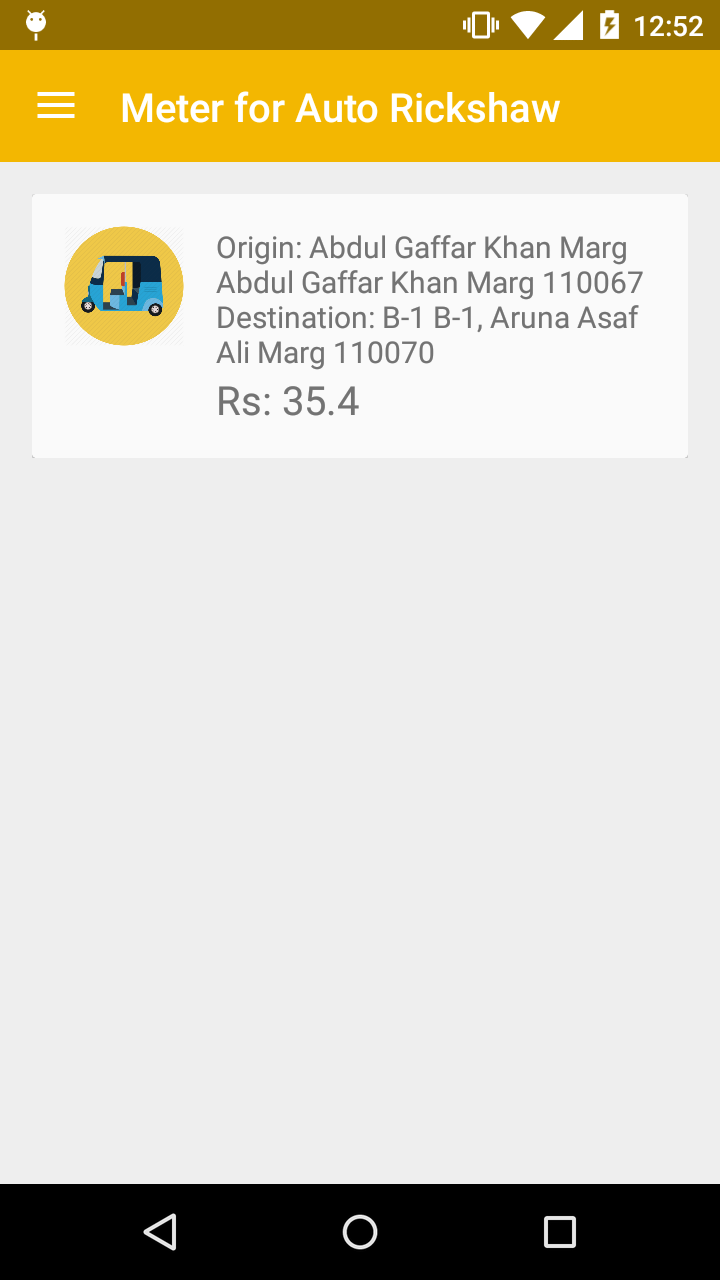 12:52
Meter for Auto Rickshaw
Origin: Abdul Gaffar Khan Marg
Abdul Gaffar Khan Marg 110067
Destination: B-1 B-1, Aruna Asaf
Ali Marg 110070
Rs: 35.4